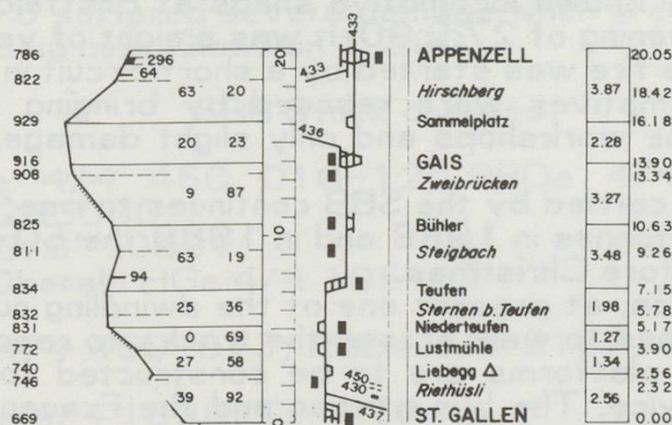 786 296 20 433 APPENZELL 20.05
822 64 433
63 20 Hirschberg 3.87 18.42
929 Sammelplatz 16.18
436
20 23 2.28
916 GAIS 13.90
908 Zweibrücken 13.34
9 87 3.27
825 10 Bühler 10.63
811 63 19 Steigbach 3.48 9.26
94
834 Teufen 7.15
25 36 Sternen b. Teufen 1.98 5.78
832
831 Niederteufen 5.17
0 69 1.27
772 Lustmühle 3.90
27 58 1.34
740 Liebegg △ 2.56
746 450 430 Riethüsli 2.32
39 92 2.56
437
669 0 ST. GALLEN 0.00